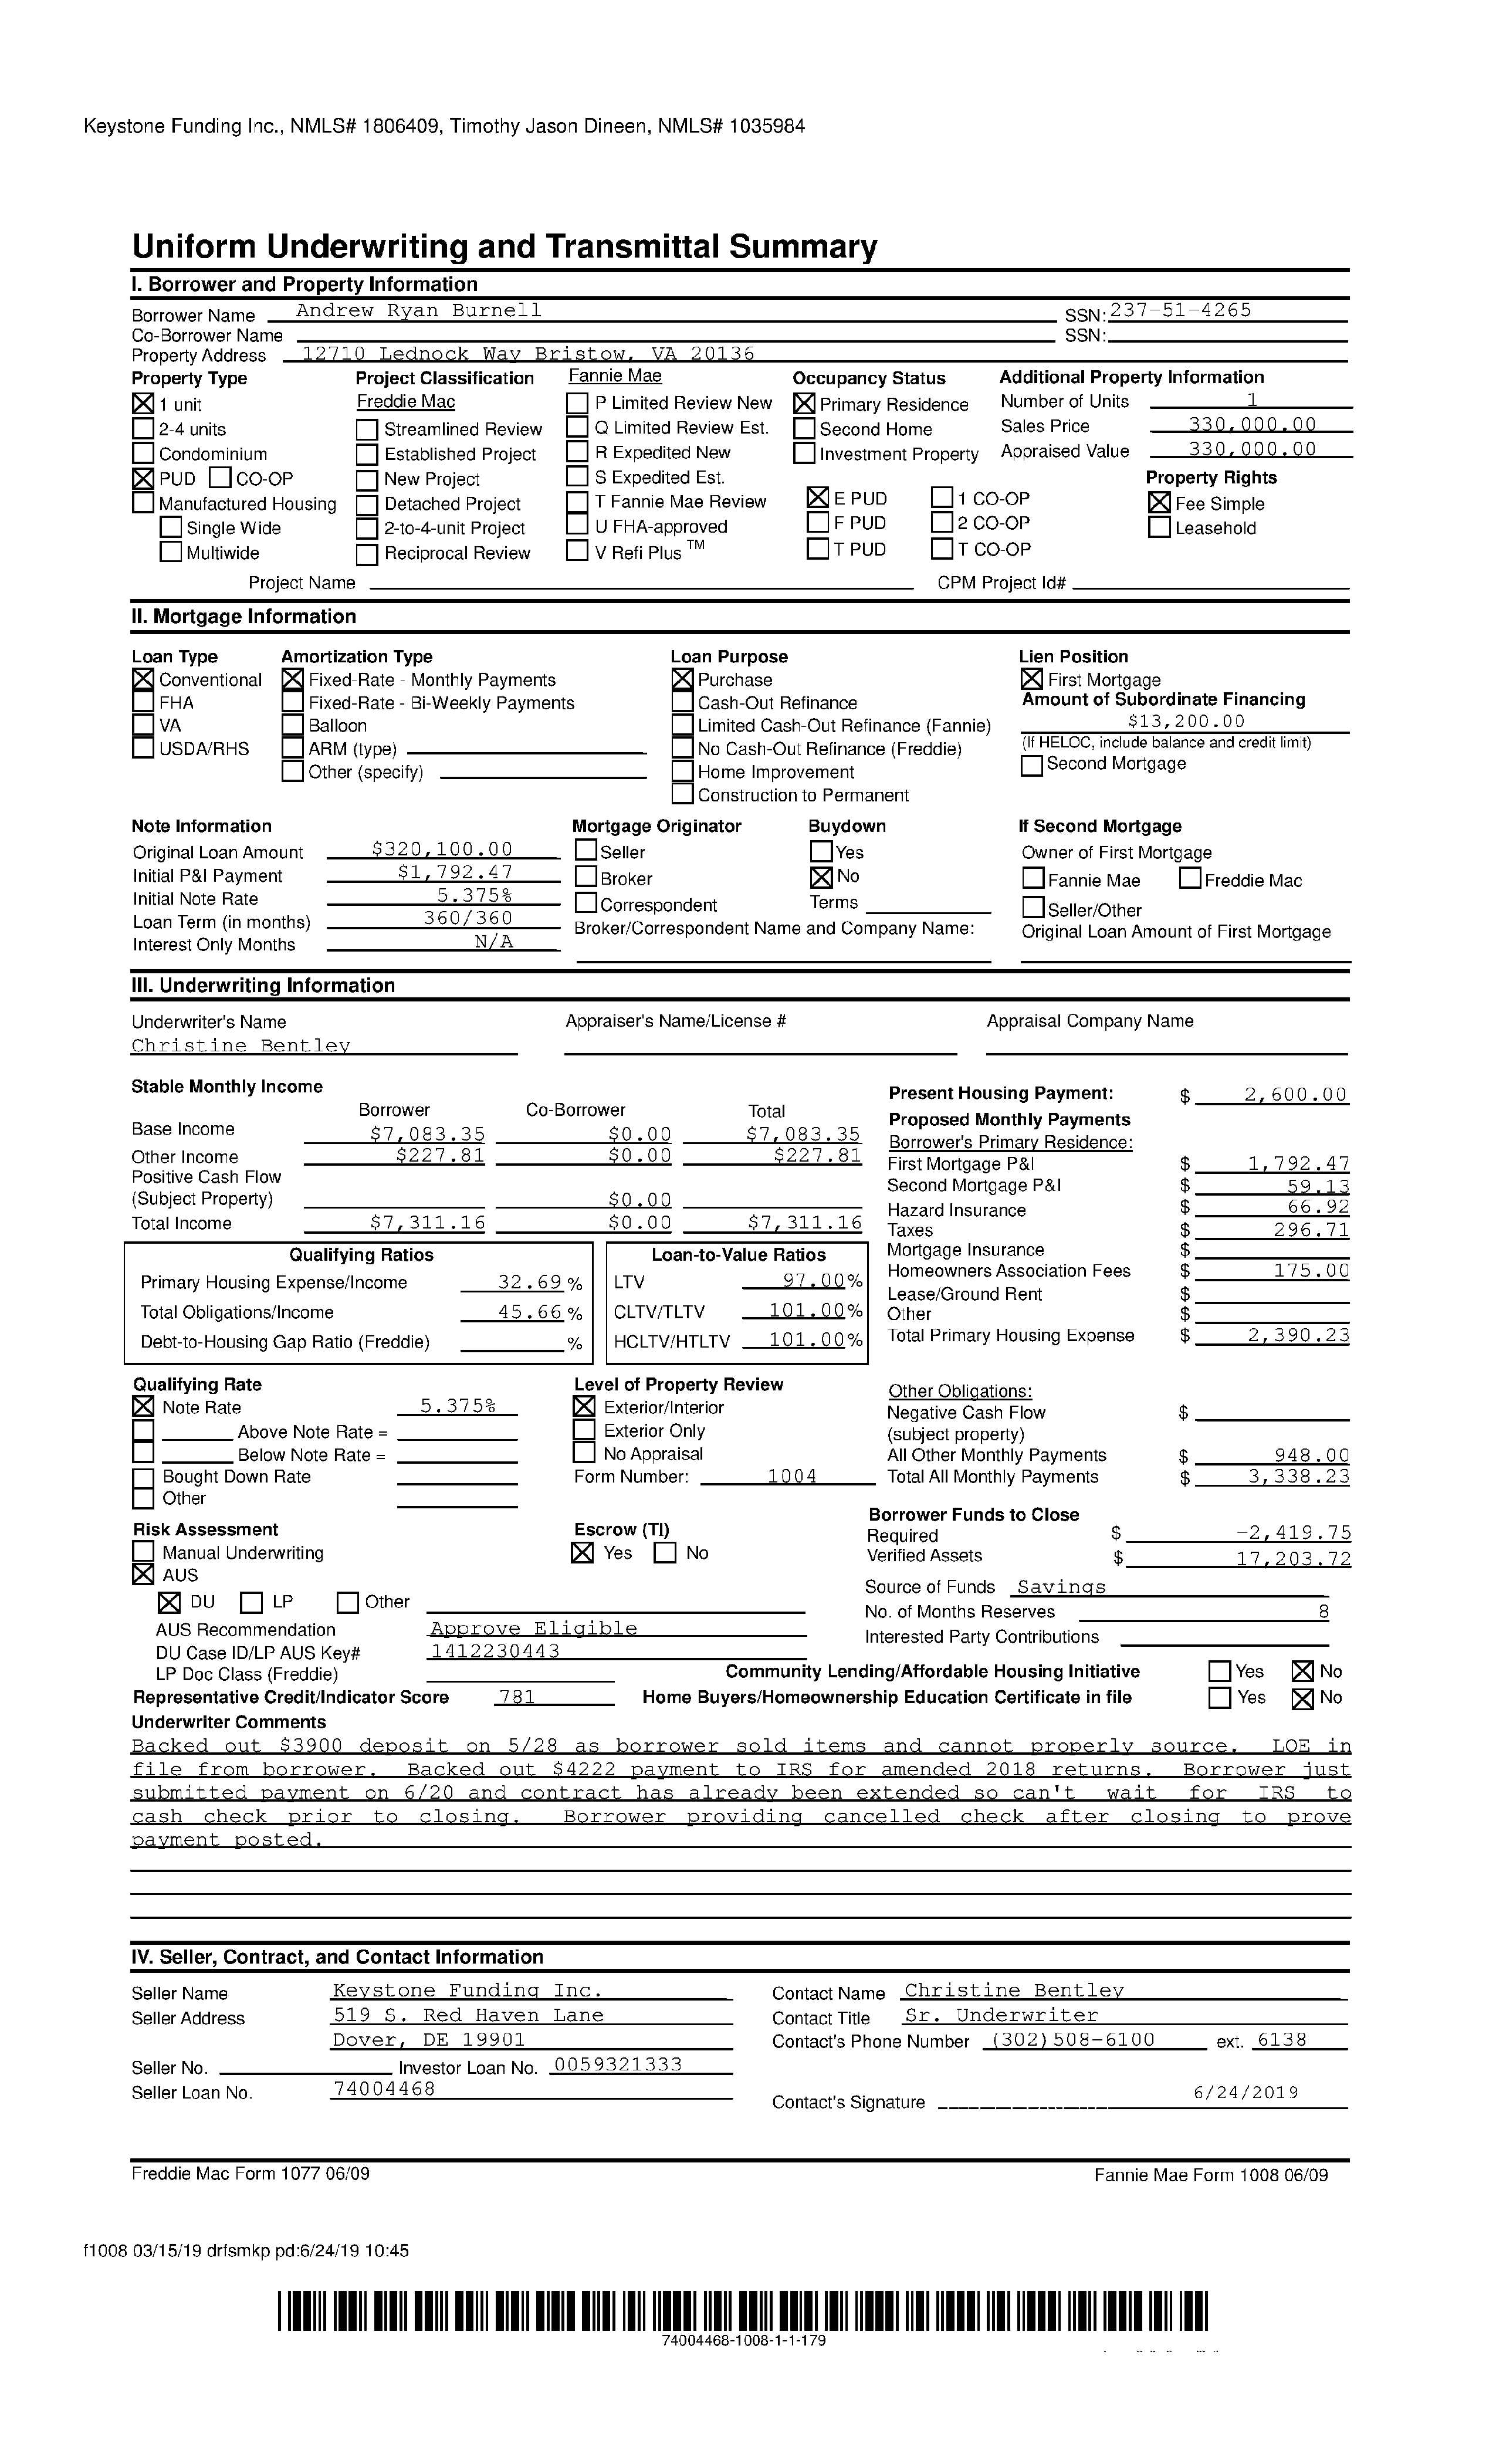 Keystone Funding Inc., NMLS# 1806409, Timothy Jason Dineen, NMLS# 1035984
Uniform Underwriting and Transmittal Summary
I. Borrower and Property Information
Borrower Name Andrew Ryan Burnell SSN: 237-51-4265
Co-Borrower Name SSN:
Property Address 12710 Lednock Way Bristow, VA 20136
Property Type Project Classification Fannie Mae Occupancy Status Additional Property Information
1 unit Freddie Mac P Limited Review New Primary Residence Number of Units 1
2-4 units Streamlined Review Q Limited Review Est. Second Home Sales Price 330,000.00
Condominium Established Project R Expedited New Investment Property Appraised Value 330,000.00
PUD CO-OP New Project S Expedited Est. Property Rights
Manufactured Housing Detached Project T Fannie Mae Review E PUD 1 CO-OP Fee Simple
Single Wide 2-to-4-unit Project U FHA-approved F PUD 2 CO-OP Leasehold
Multiwide Reciprocal Review V Refi Plus TM T PUD T CO-OP
Project Name CPM Project Id#
II. Mortgage Information
Loan Type Amortization Type Loan Purpose Lien Position
Conventional Fixed-Rate - Monthly Payments Purchase First Mortgage
FHA Fixed-Rate - Bi-Weekly Payments Cash-Out Refinance Amount of Subordinate Financing
VA Balloon Limited Cash-Out Refinance (Fannie) $13,200.00
USDA/RHS ARM (type) No Cash-Out Refinance (Freddie) (If HELOC, include balance and credit limit)
Other (specify) Home Improvement Second Mortgage
Construction to Permanent
Note Information Mortgage Originator Buydown If Second Mortgage
Original Loan Amount $320,100.00 Seller Yes Owner of First Mortgage
Initial P&I Payment $1,792.47 Broker No Fannie Mae Freddie Mac
Initial Note Rate 5.375% Correspondent Terms Seller/Other
Loan Term (in months) 360/360 Broker/Correspondent Name and Company Name: Original Loan Amount of First Mortgage
Interest Only Months N/A
III. Underwriting Information
Underwriter's Name Appraiser's Name/License # Appraisal Company Name
Christine Bentley
Stable Monthly Income Present Housing Payment: $ 2,600.00
Borrower Co-Borrower Total Proposed Monthly Payments
Base Income $7,083.35 $0.00 $7,083.35 Borrower's Primary Residence:
Other Income $227.81 $0.00 $227.81 First Mortgage P&I $ 1,792.47
Positive Cash Flow Second Mortgage P&I $ 59.13
(Subject Property) $0.00 Hazard Insurance $ 66.92
Total Income $7,311.16 $0.00 $7,311.16 Taxes $ 296.71
Qualifying Ratios Loan-to-Value Ratios Mortgage Insurance $
Primary Housing Expense/Income 32.69 % LTV 97.00% Homeowners Association Fees $ 175.00
Lease/Ground Rent $
Total Obligations/Income 45.66 % CLTV/TLTV 101.00% Other $
Debt-to-Housing Gap Ratio (Freddie) % HCLTV/HTLTV 101.00% Total Primary Housing Expense $ 2,390.23
Qualifying Rate Level of Property Review Other Obligations:
Note Rate 5.375% Exterior/Interior Negative Cash Flow $
Above Note Rate = Exterior Only (subject property)
Below Note Rate = No Appraisal All Other Monthly Payments $ 948.00
Bought Down Rate Form Number: 1004 Total All Monthly Payments $ 3,338.23
Other
Borrower Funds to Close
Risk Assessment Escrow (TI) Required $ -2,419.75
Manual Underwriting Yes No Verified Assets $ 17,203.72
AUS Source of Funds Savings
DU LP Other No. of Months Reserves 8
AUS Recommendation Approve Eligible Interested Party Contributions
DU Case ID/LP AUS Key# 1412230443
LP Doc Class (Freddie) Community Lending/Affordable Housing Initiative Yes No
Representative Credit/Indicator Score 781 Home Buyers/Homeownership Education Certificate in file Yes No
Underwriter Comments
Backed out $3900 deposit on 5/28 as borrower sold items and cannot properly source. LOE in
file from borrower. Backed out $4222 payment to IRS for amended 2018 returns. Borrower just
submitted payment on 6/20 and contract has already been extended so can't wait for IRS to
cash check prior to closing. Borrower providing cancelled check after closing to prove
payment posted.
IV. Seller, Contract, and Contact Information
Seller Name Keystone Funding Inc. Contact Name Christine Bentley
Seller Address 519 S. Red Haven Lane Contact Title Sr. Underwriter
Dover, DE 19901 Contact's Phone Number (302)508-6100 ext. 6138
Seller No. Investor Loan No. 0059321333
Seller Loan No. 74004468 Contact's Signature 6/24/2019
Freddie Mac Form 1077 06/09 Fannie Mae Form 1008 06/09
f1008 03/15/19 drfsmkp pd:6/24/19 10:45
74004468-1008-1-1-179